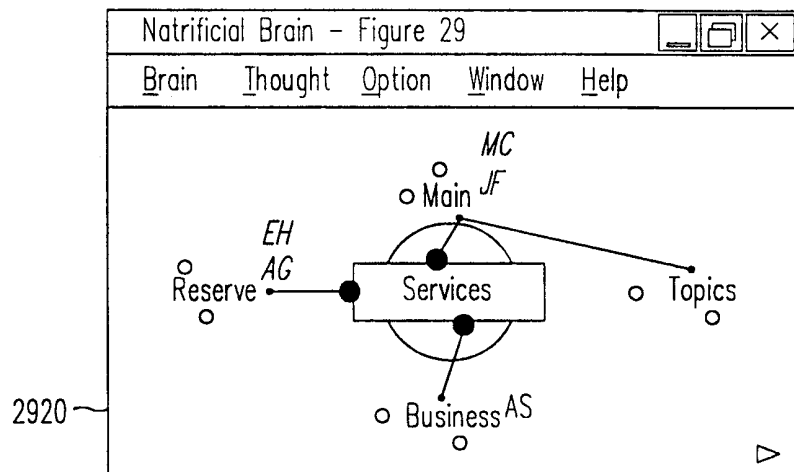 Natrificial Brain - Figure 29
Brain Thought Option Window Help
MC
Main JF
EH
AG
Reserve
Services
Topics
2920
Business AS